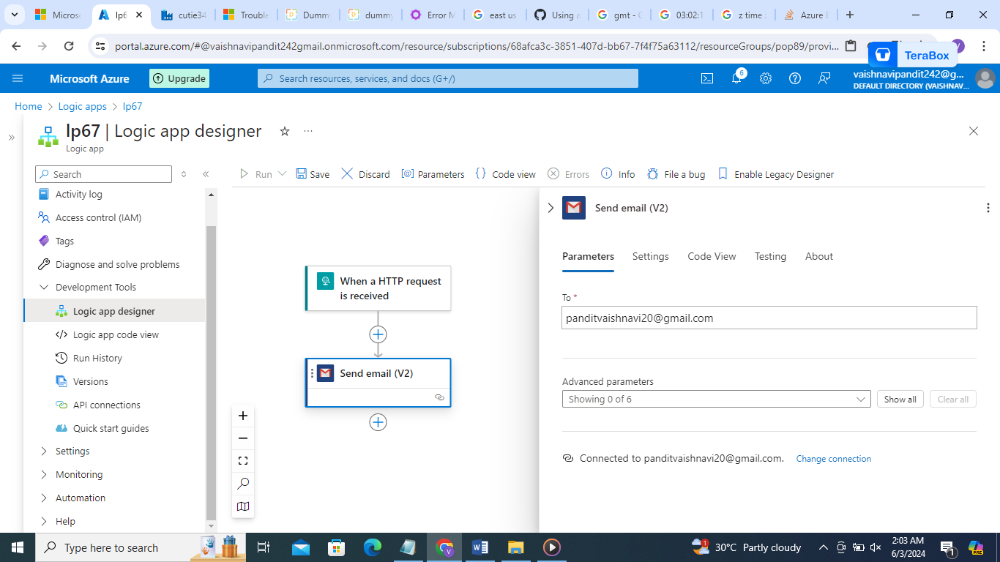 Micros
lp6
cutie34
Trouble
Dummy
dummy
Error M
east us
Using a
gmt - G
03:02:1
z time z
Azure E
portal.azure.com/#@vaishnavipandit242gmail.onmicrosoft.com/resource/subscriptions/68afca3c-3851-407d-bb67-7f4f75a63112/resourceGroups/pop89/provi...
TeraBox
Microsoft Azure
Upgrade
Search resources, services, and docs (G+/)
6
vaishnavipandit242@g...
DEFAULT DIRECTORY (VAISHNAV...
Home > Logic apps > lp67
lp67 | Logic app designer
Logic app
Search
Run
Save
Discard
Parameters
Code view
Errors
Info
File a bug
Enable Legacy Designer
Activity log
Access control (IAM)
Tags
Diagnose and solve problems
Development Tools
Logic app designer
Logic app code view
Run History
Versions
API connections
Quick start guides
Settings
Monitoring
Automation
Help
When a HTTP request
is received
Send email (V2)
Send email (V2)
Parameters
Settings
Code View
Testing
About
To *
panditvaishnavi20@gmail.com
Advanced parameters
Showing 0 of 6
Show all
Clear all
Connected to panditvaishnavi20@gmail.com.
Change connection
Type here to search
30°C Partly cloudy
2:03 AM
6/3/2024
1
PRE